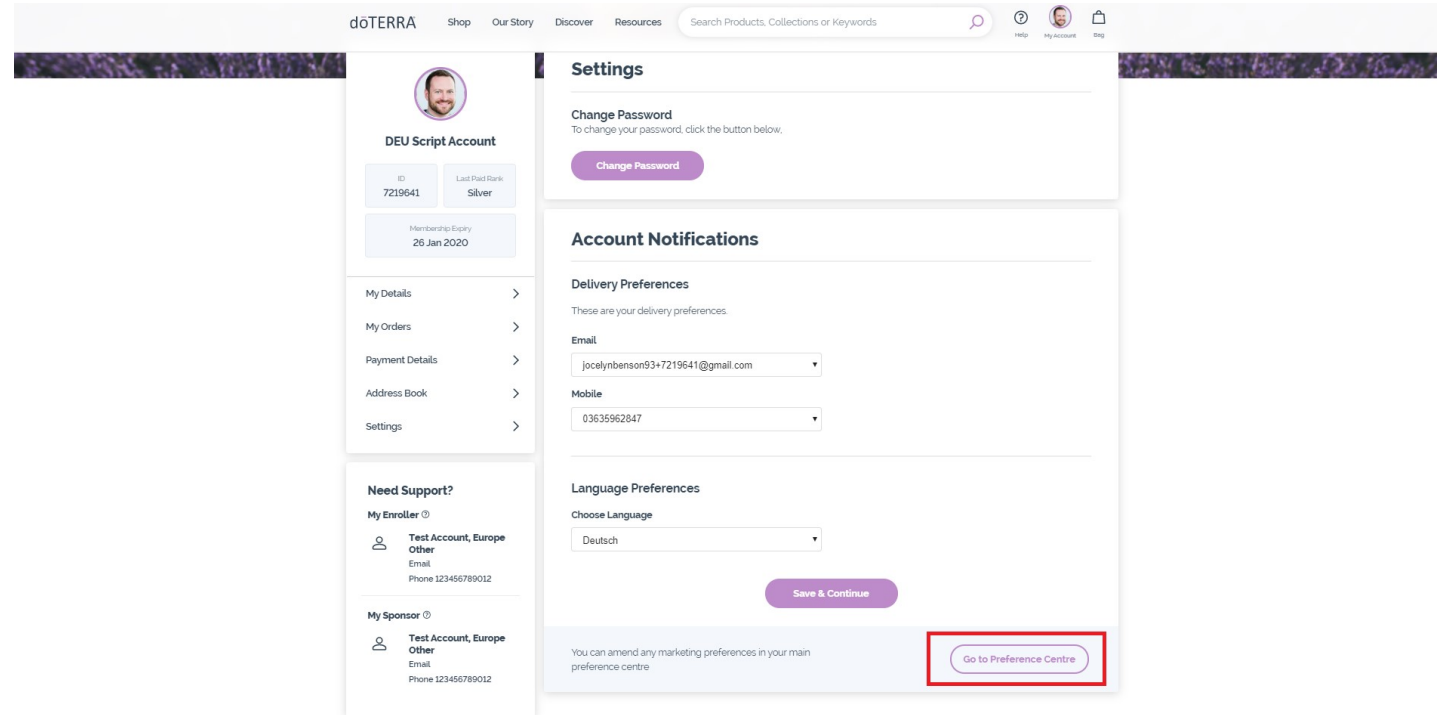 dōTERRA
Shop
Our Story
Discover
Resources
Search Products, Collections or Keywords
Help
My Account
Bag
DEU Script Account
ID
7219641
Last Paid Rank
Silver
Membership Expiry
26 Jan 2020
My Details
My Orders
Payment Details
Address Book
Settings
Need Support?
My Enroller
Test Account, Europe
Other
Email
Phone 123456789012
My Sponsor
Test Account, Europe
Other
Email
Phone 123456789012
Settings
Change Password
To change your password, click the button below,
Change Password
Account Notifications
Delivery Preferences
These are your delivery preferences.
Email
jocelynbenson93+7219641@gmail.com
Mobile
03635962847
Language Preferences
Choose Language
Deutsch
Save & Continue
You can amend any marketing preferences in your main
preference centre
Go to Preference Centre